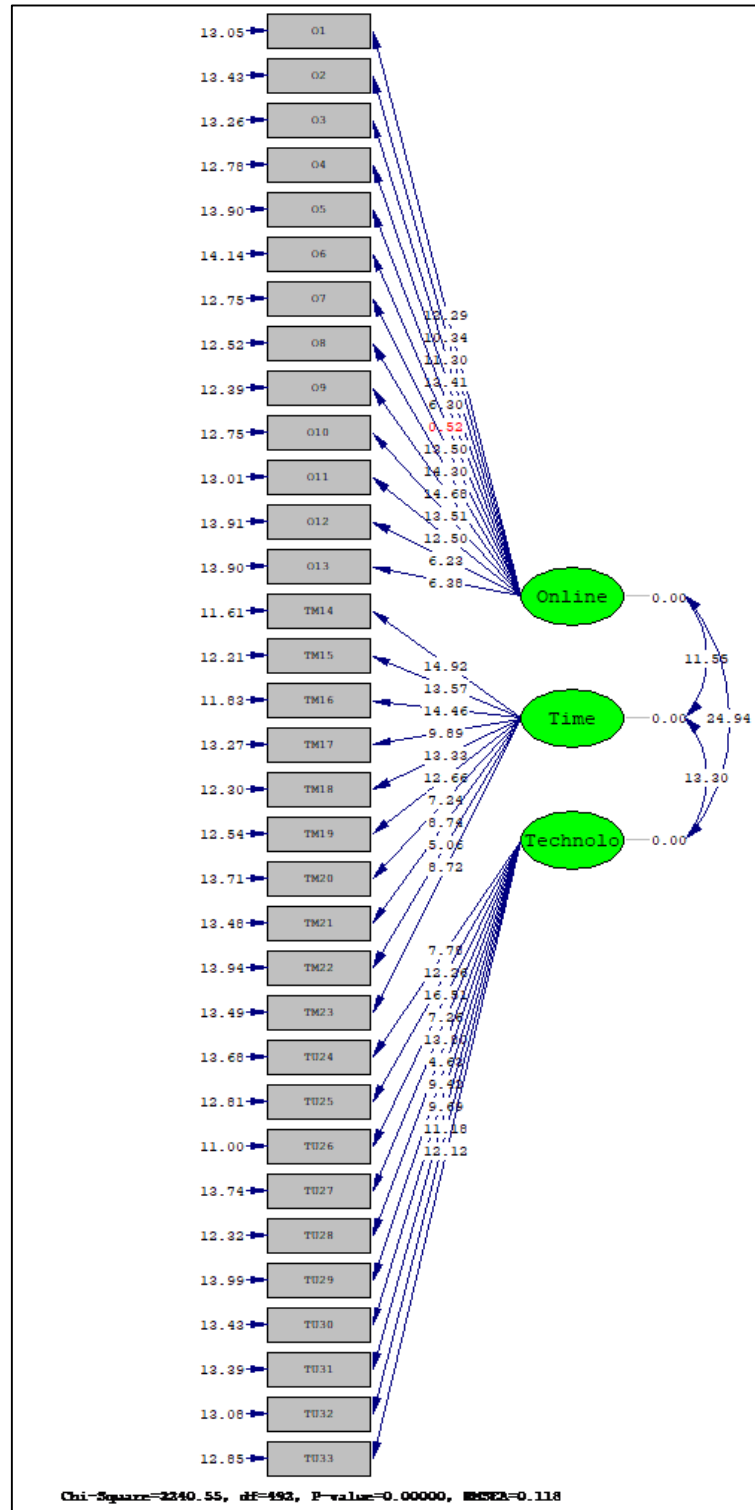 13.05 O1
13.43 O2
13.26 O3
12.78 O4
13.90 O5
14.14 O6
12.75 O7
12.52 O8
12.39 O9
12.75 O10
13.01 O11
13.91 O12
13.90 O13
11.61 TM14
12.21 TM15
11.83 TM16
13.27 TM17
12.30 TM18
12.54 TM19
13.71 TM20
13.48 TM21
13.94 TM22
13.49 TM23
13.68 TU24
12.81 TU25
11.00 TU26
13.74 TU27
12.32 TU28
13.99 TU29
13.43 TU30
13.39 TU31
13.08 TU32
12.85 TU33
12.29
10.34
11.30
13.41
6.30
0.52
13.50
14.30
14.68
13.51
12.50
6.23
6.38
14.92
13.57
14.46
9.89
13.33
12.66
7.24
8.74
5.06
8.72
7.70
12.26
16.51
7.26
13.80
4.62
9.42
9.69
11.18
12.12
Online 0.00
Time 0.00
Technolo 0.00
11.55
24.94
13.30
Chi-Square=2240.55, df=492, P-value=0.00000, RMSEA=0.118